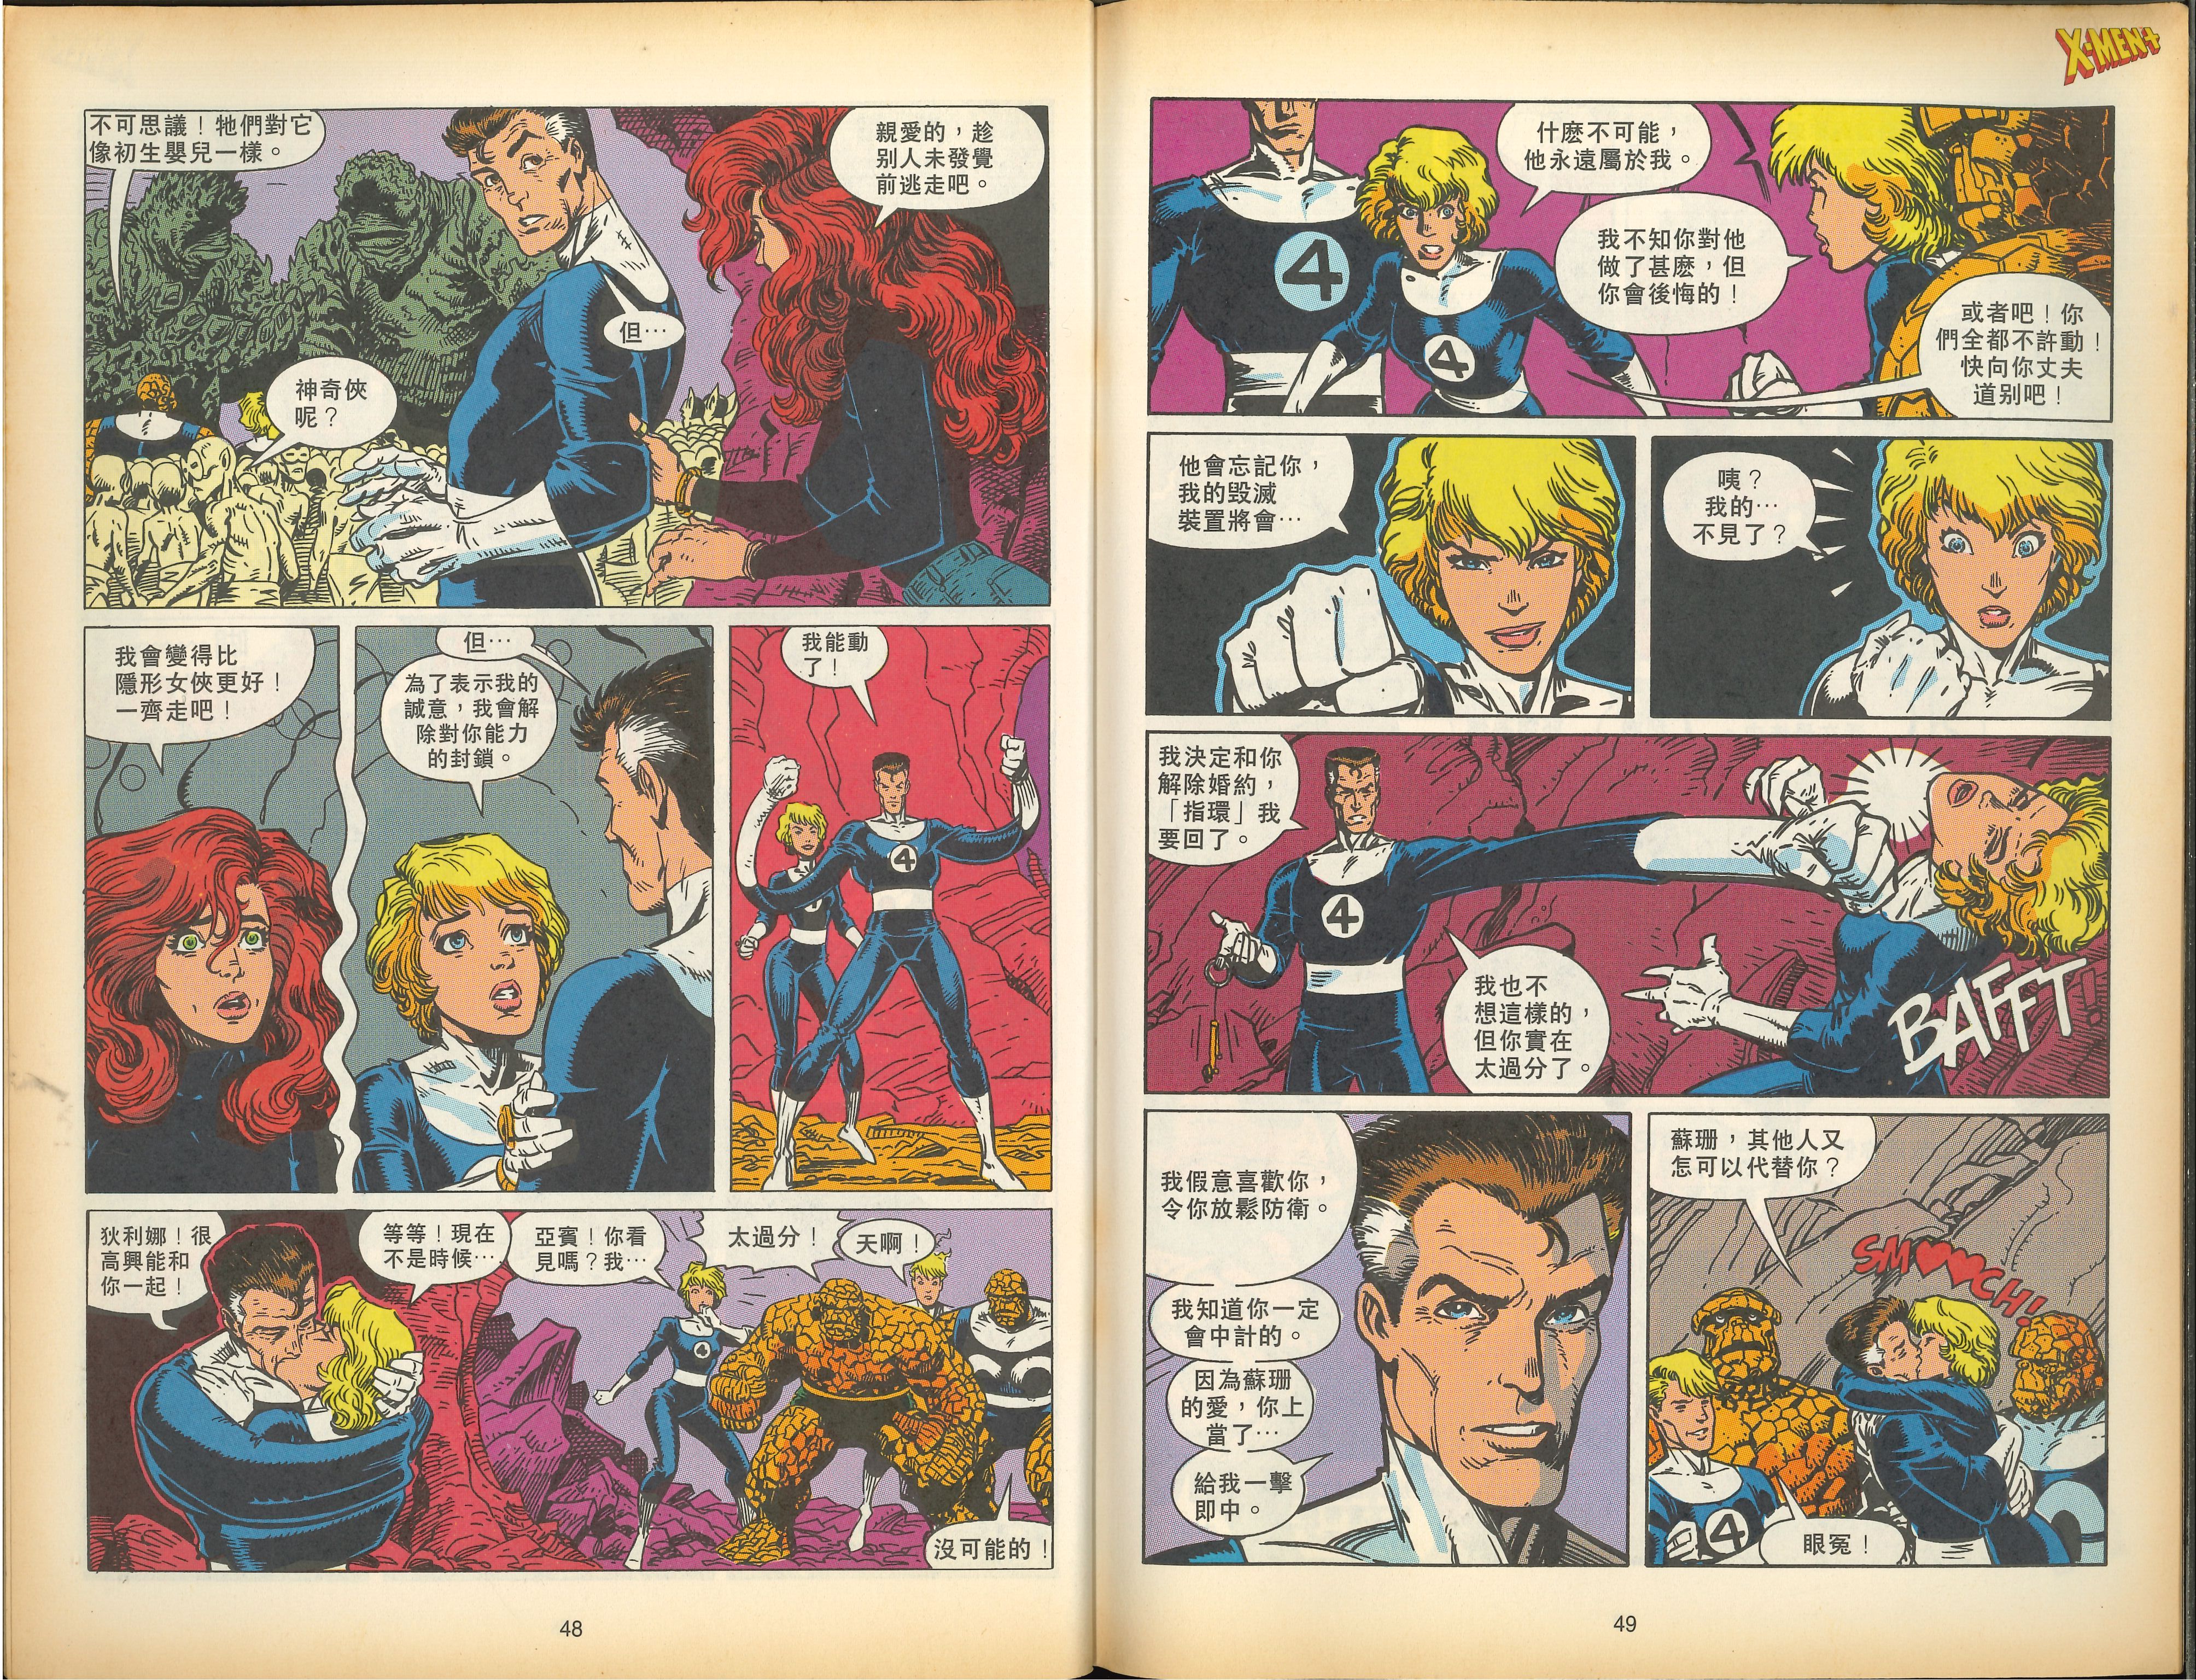 不可思議！牠們對它
像初生嬰兒一樣。
親愛的，趁
別人未發覺
前逃走吧。
但…
神奇俠
呢？
我會變得比
隱形女俠更好！
一齊走吧！
但…
為了表示我的
誠意，我會解
除對你能力
的封鎖。
我能動
了！
4
狄利娜！很
高興能和
你一起！
等等！現在
不是時候…
亞賓！你看
見嗎？我…
太過分！
天啊！
4
沒可能的！
48
X-MEN+
什麽不可能，
他永遠屬於我。
我不知你對他
做了甚麽，但
你會後悔的！
4
4
或者吧！你
們全都不許動！
快向你丈夫
道別吧！
他會忘記你，
我的毀滅
裝置將會…
咦？
我的…
不見了？
我決定和你
解除婚約，
「指環」我
要回了。
4
我也不
想這樣的，
但你實在
太過分了。
BAFFT!
我假意喜歡你，
令你放鬆防衛。
我知道你一定
會中計的。
因為蘇珊
的愛，你上
當了…
給我一擊
即中。
蘇珊，其他人又
怎可以代替你？
SM♥♥CH!
4
眼冤！
49